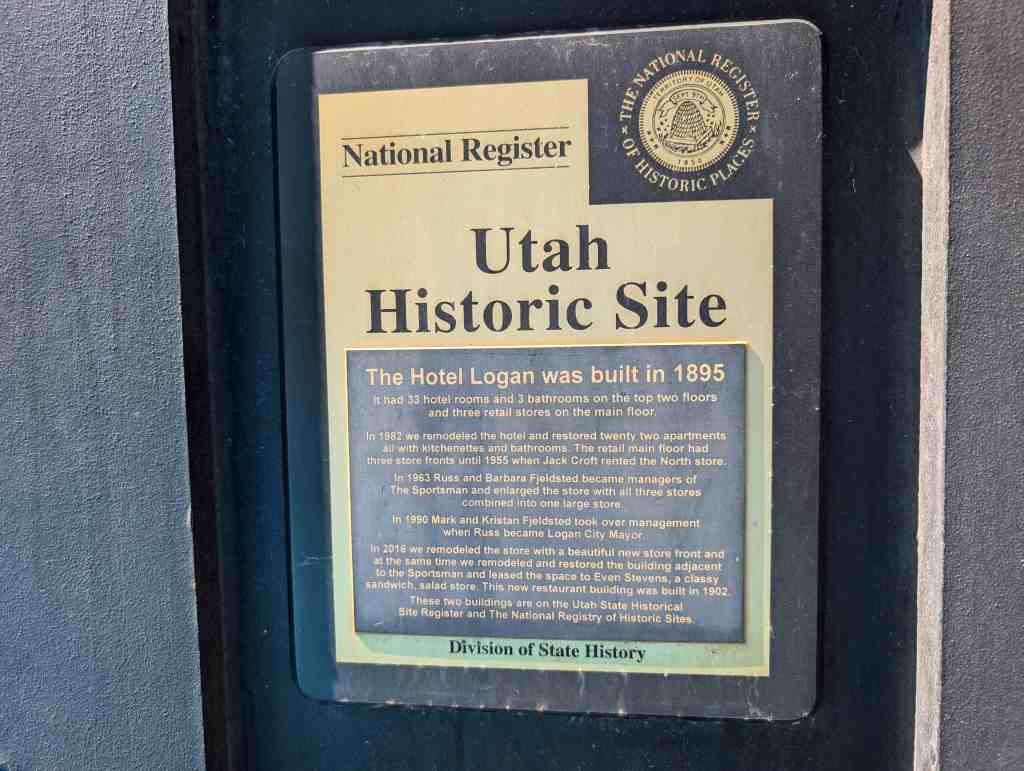 THE NATIONAL REGISTER
OF HISTORIC PLACES
TERRITORY OF UTAH
SEPT 9TH
1850
National Register
Utah
Historic Site
The Hotel Logan was built in 1895
It had 33 hotel rooms and 3 bathrooms on the top two floors
and three retail stores on the main floor.
In 1982 we remodeled the hotel and restored twenty two apartments
all with kitchenettes and bathrooms. The retail main floor had
three store fronts until 1955 when Jack Croft rented the North store.
In 1963 Russ and Barbara Fjeldsted became managers of
The Sportsman and enlarged the store with all three stores
combined into one large store.
In 1990 Mark and Kristan Fjeldsted took over management
when Russ became Logan City Mayor.
In 2016 we remodeled the store with a beautiful new store front and
at the same time we remodeled and restored the building adjacent
to the Sportsman and leased the space to Even Stevens, a classy
sandwich, salad store. This new restaurant building was built in 1902.
These two buildings are on the Utah State Historical
Site Register and The National Registry of Historic Sites.
Division of State History